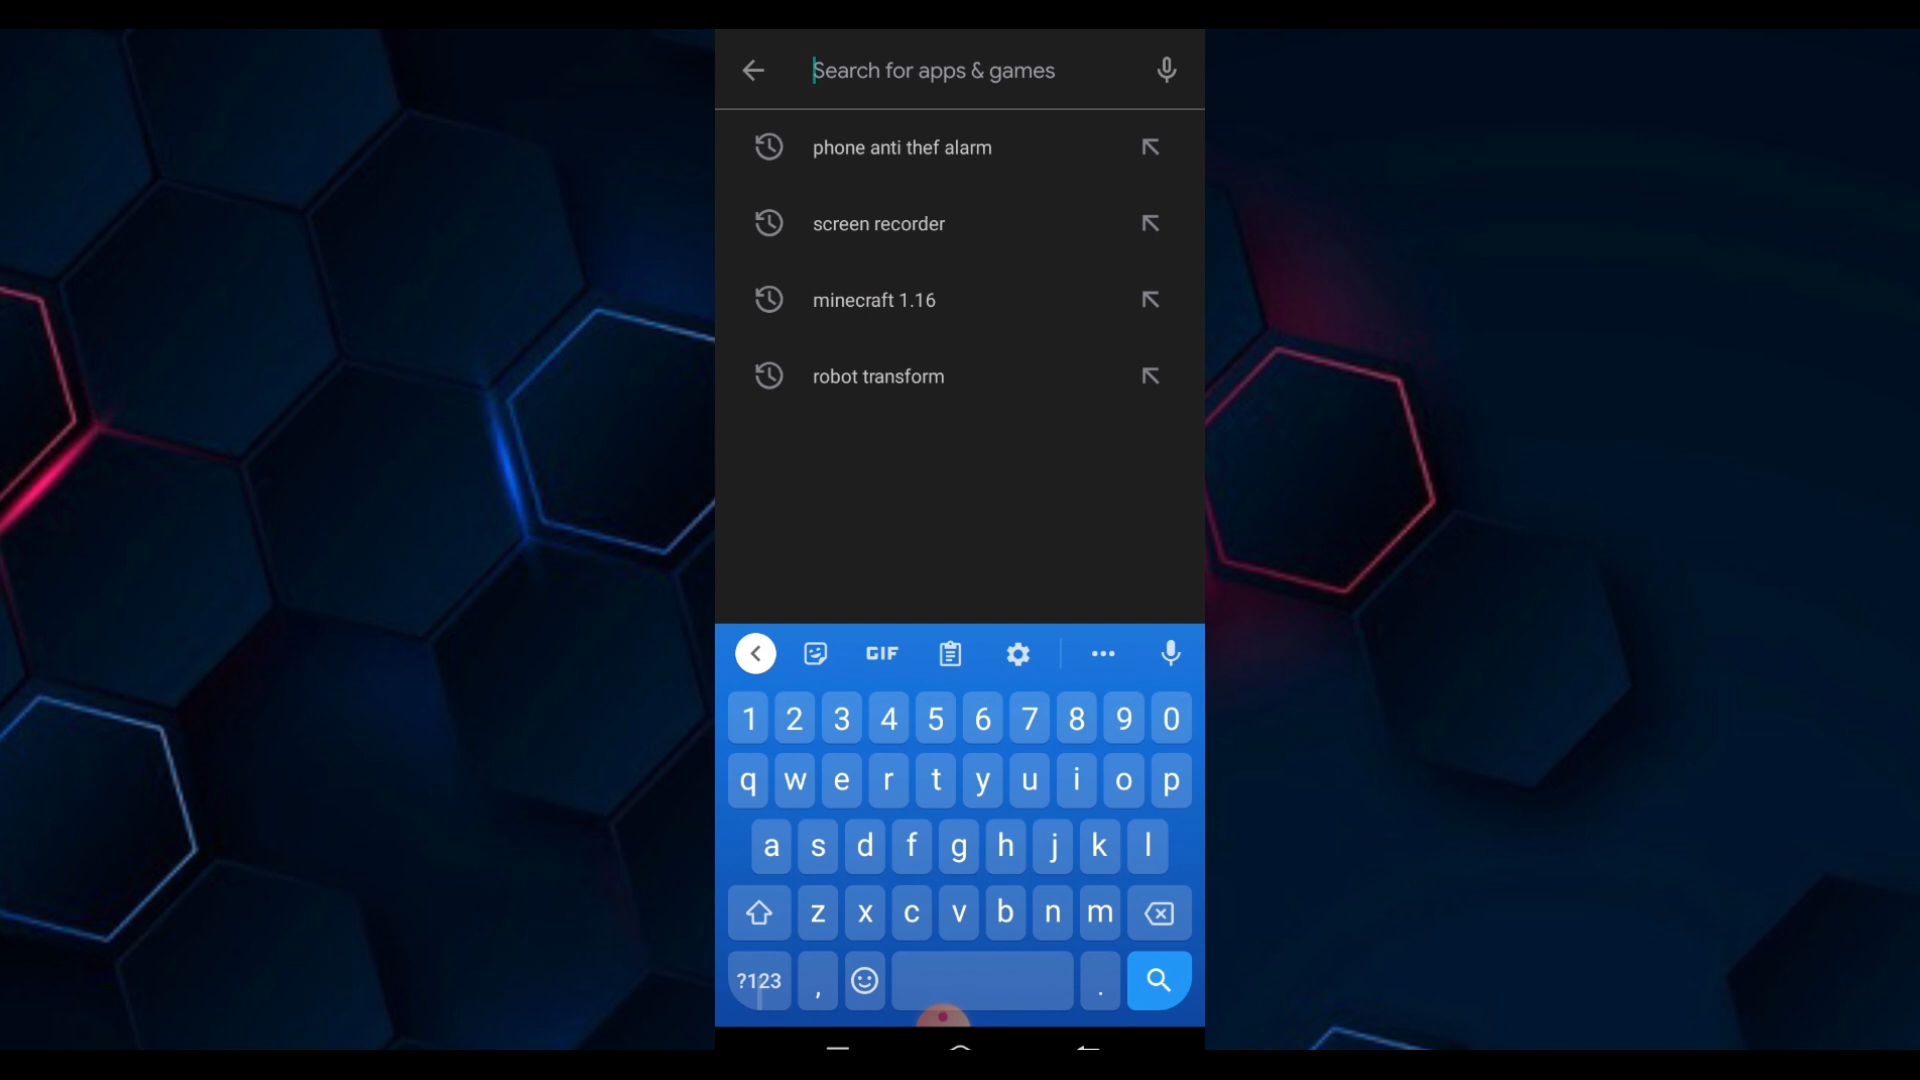 Search for apps & games
phone anti thef alarm
screen recorder
minecraft 1.16
robot transform
GIF
1 2 3 4 5 6 7 8 9 0
q w e r t y u i o p
a s d f g h j k l
z x c v b n m
?123 , .